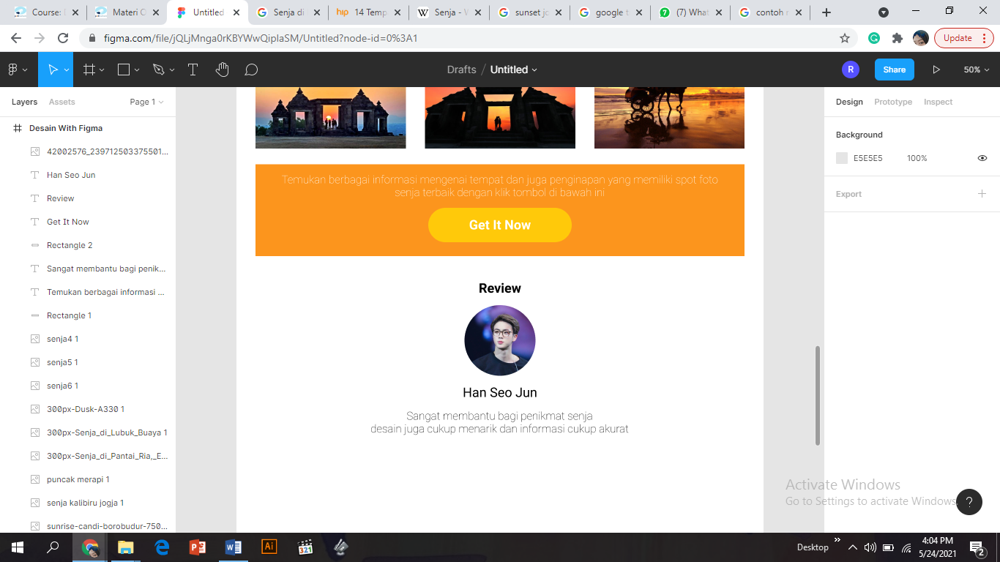 Course: I
Materi O
Untitled
Senja di
hip 14 Temp
W Senja - W
sunset jo
google t
7 (7) What
contoh r
figma.com/file/jQLjMnga0rKBYWwQiplaSM/Untitled?node-id=0%3A1
Update
Drafts / Untitled
R
Share
50%
Layers Assets Page 1
Design Prototype Inspect
Desain With Figma
42002576_239712503375501...
Han Seo Jun
Review
Get It Now
Rectangle 2
Sangat membantu bagi penik...
Temukan berbagai informasi ...
Rectangle 1
senja4 1
senja5 1
senja6 1
300px-Dusk-A330 1
300px-Senja_di_Lubuk_Buaya 1
300px-Senja_di_Pantai_Ria,_E...
puncak merapi 1
senja kalibiru jogja 1
sunrise-candi-borobudur-750...
Temukan berbagai informasi mengenai tempat dan juga penginapan yang memiliki spot foto
senja terbaik dengan klik tombol di bawah ini
Get It Now
Review
Han Seo Jun
Sangat membantu bagi penikmat senja
desain juga cukup menarik dan informasi cukup akurat
Background
E5E5E5 100%
Export
Activate Windows
Go to Settings to activate Windows.
?
Ai
321
Desktop
4:04 PM
5/24/2021
2